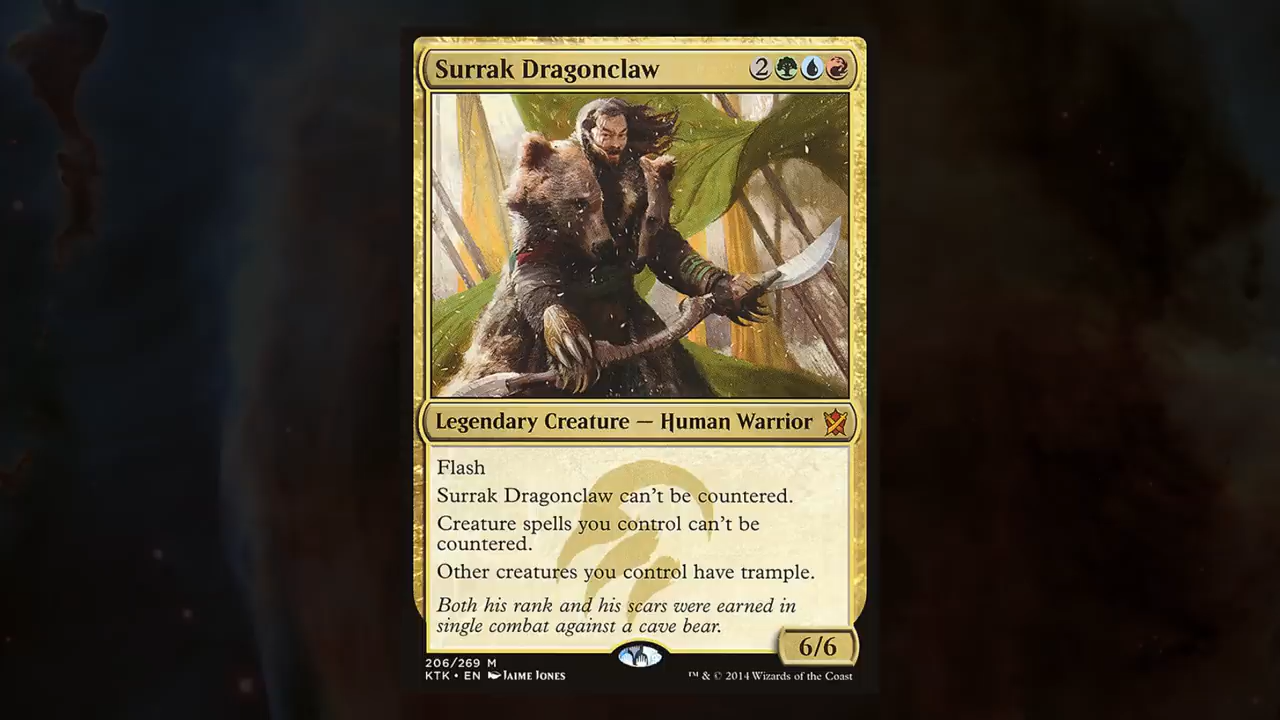 Surrak Dragonclaw 2
Legendary Creature — Human Warrior
Flash
Surrak Dragonclaw can't be countered.
Creature spells you control can't be
countered.
Other creatures you control have trample.
Both his rank and his scars were earned in
single combat against a cave bear.
6/6
206/269 M
KTK • EN JAIME JONES
™ & © 2014 Wizards of the Coast